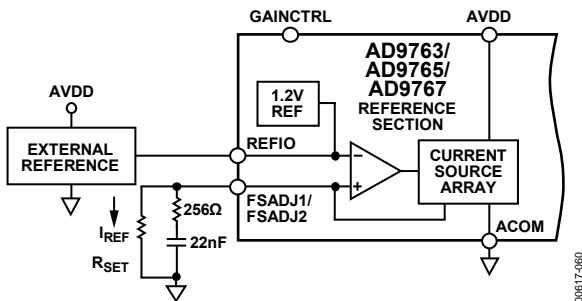 GAINCTRL
AVDD
AD9763/
AD9765/
AD9767
REFERENCE
SECTION
1.2V
REF
AVDD
EXTERNAL
REFERENCE
REFIO
–
+
CURRENT
SOURCE
ARRAY
FSADJ1/
FSADJ2
256Ω
22nF
IREF
RSET
ACOM
00617-060